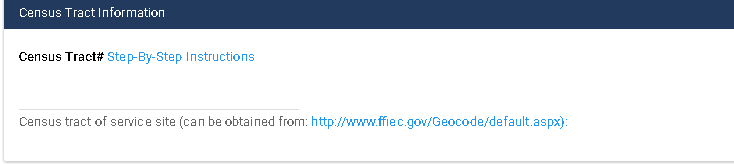 Census Tract Information
Census Tract# Step-By-Step Instructions
Census tract of service site (can be obtained from: http://www.ffiec.gov/Geocode/default.aspx):